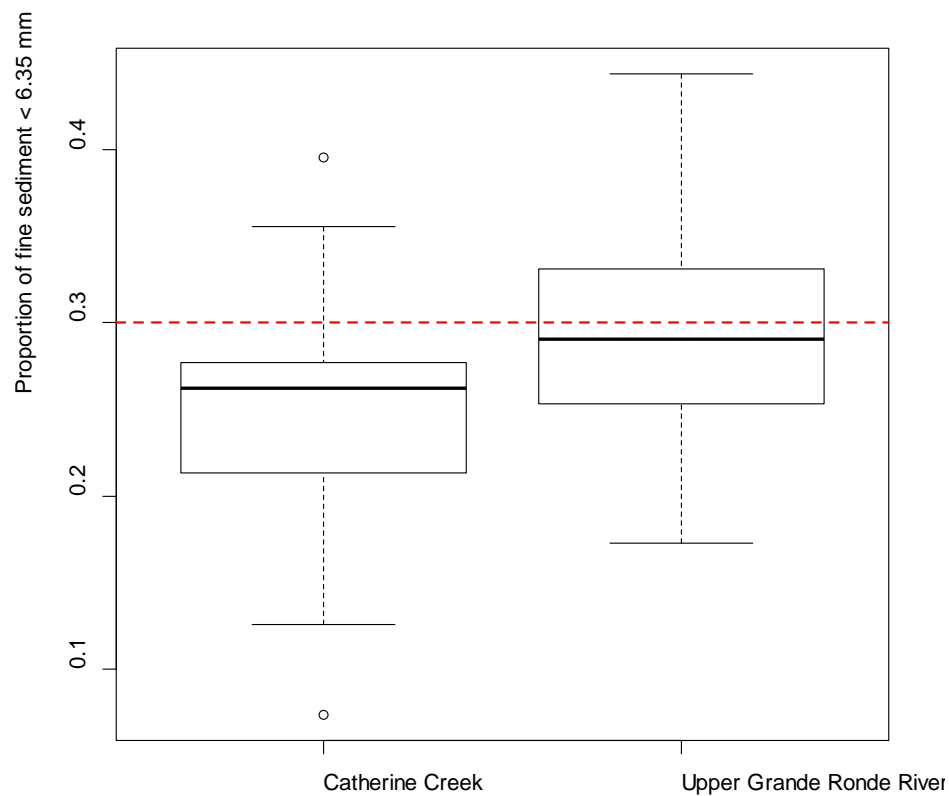 Proportion of fine sediment < 6.35 mm
0.4
0.3
0.2
0.1
Catherine Creek
Upper Grande Ronde River